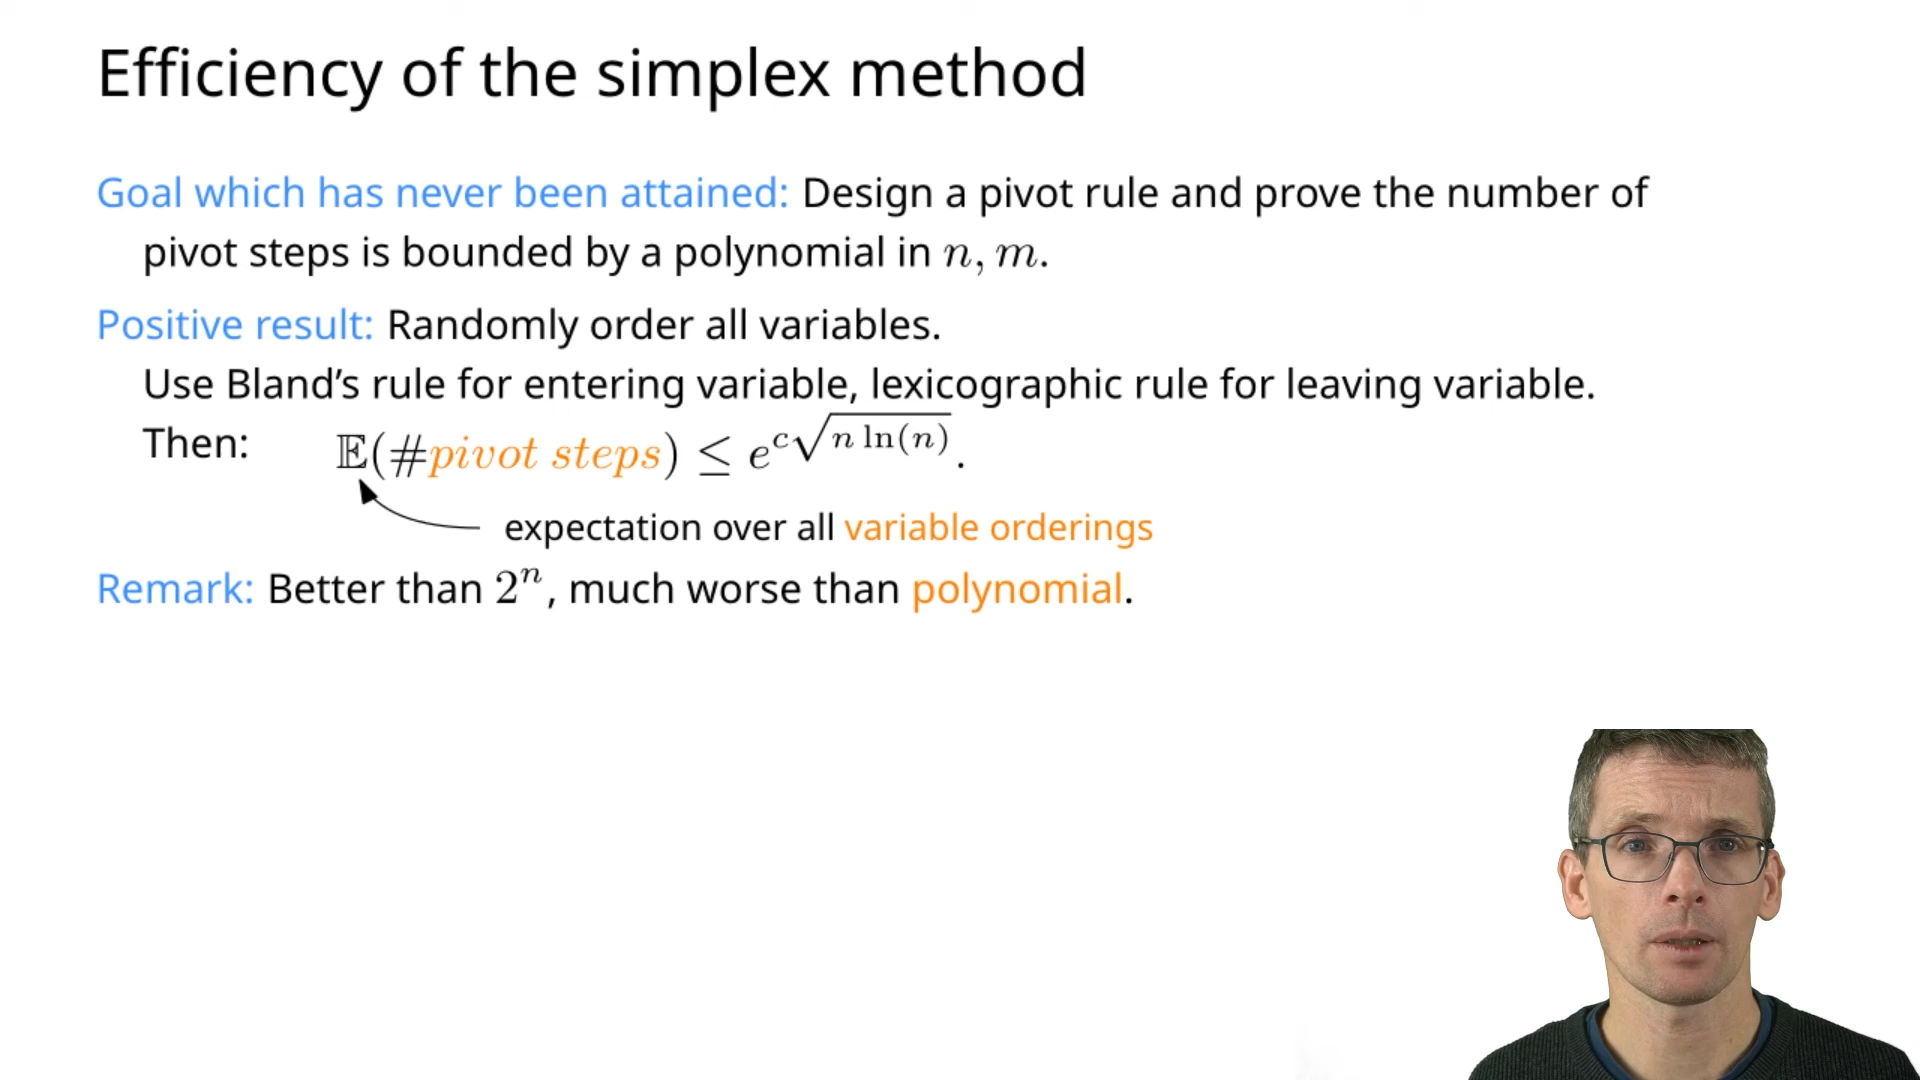 Efficiency of the simplex method
Goal which has never been attained: Design a pivot rule and prove the number of
pivot steps is bounded by a polynomial in n, m.
Positive result: Randomly order all variables.
Use Bland’s rule for entering variable, lexicographic rule for leaving variable.
Then: 𝔼(#pivot steps) ≤ e^{c√(n ln(n))}.
expectation over all variable orderings
Remark: Better than 2^n, much worse than polynomial.